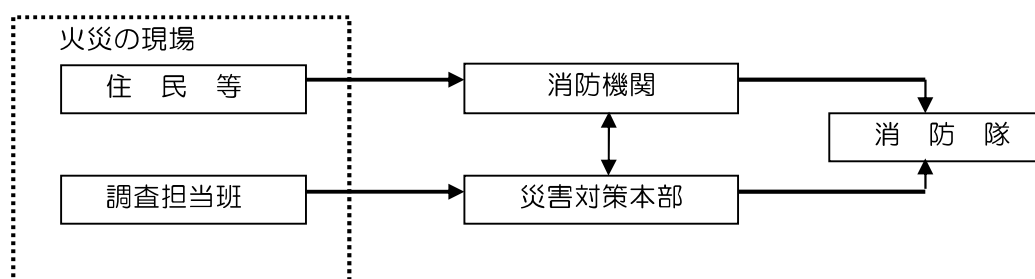 火災の現場
住　民　等
消防機関
消　防　隊
調査担当班
災害対策本部